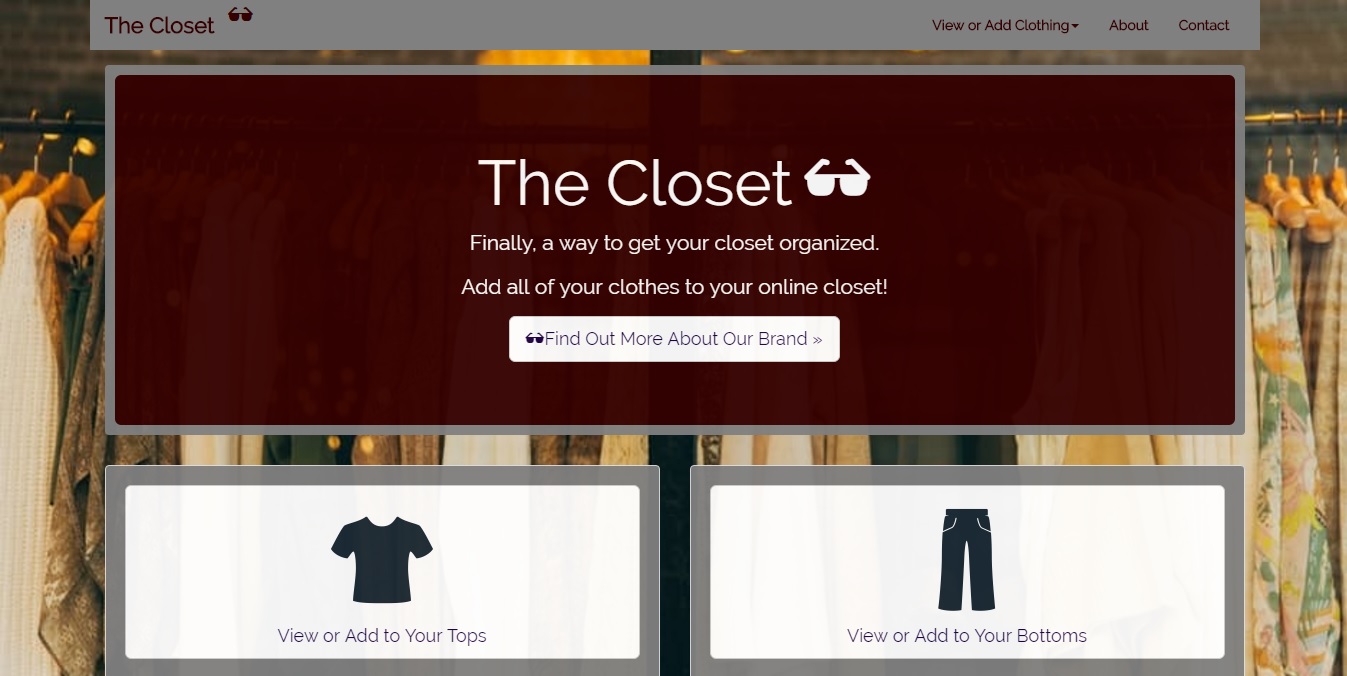 The Closet
View or Add Clothing
About
Contact
The Closet
Finally, a way to get your closet organized.
Add all of your clothes to your online closet!
Find Out More About Our Brand »
View or Add to Your Tops
View or Add to Your Bottoms